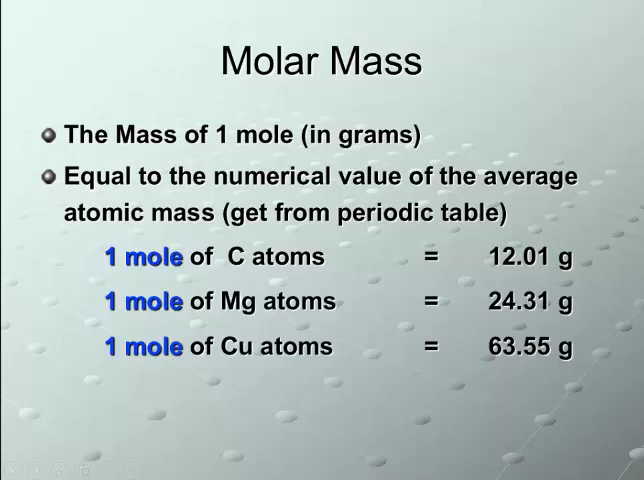 Molar Mass
The Mass of 1 mole (in grams)
Equal to the numerical value of the average
atomic mass (get from periodic table)
1 mole of C atoms = 12.01 g
1 mole of Mg atoms = 24.31 g
1 mole of Cu atoms = 63.55 g